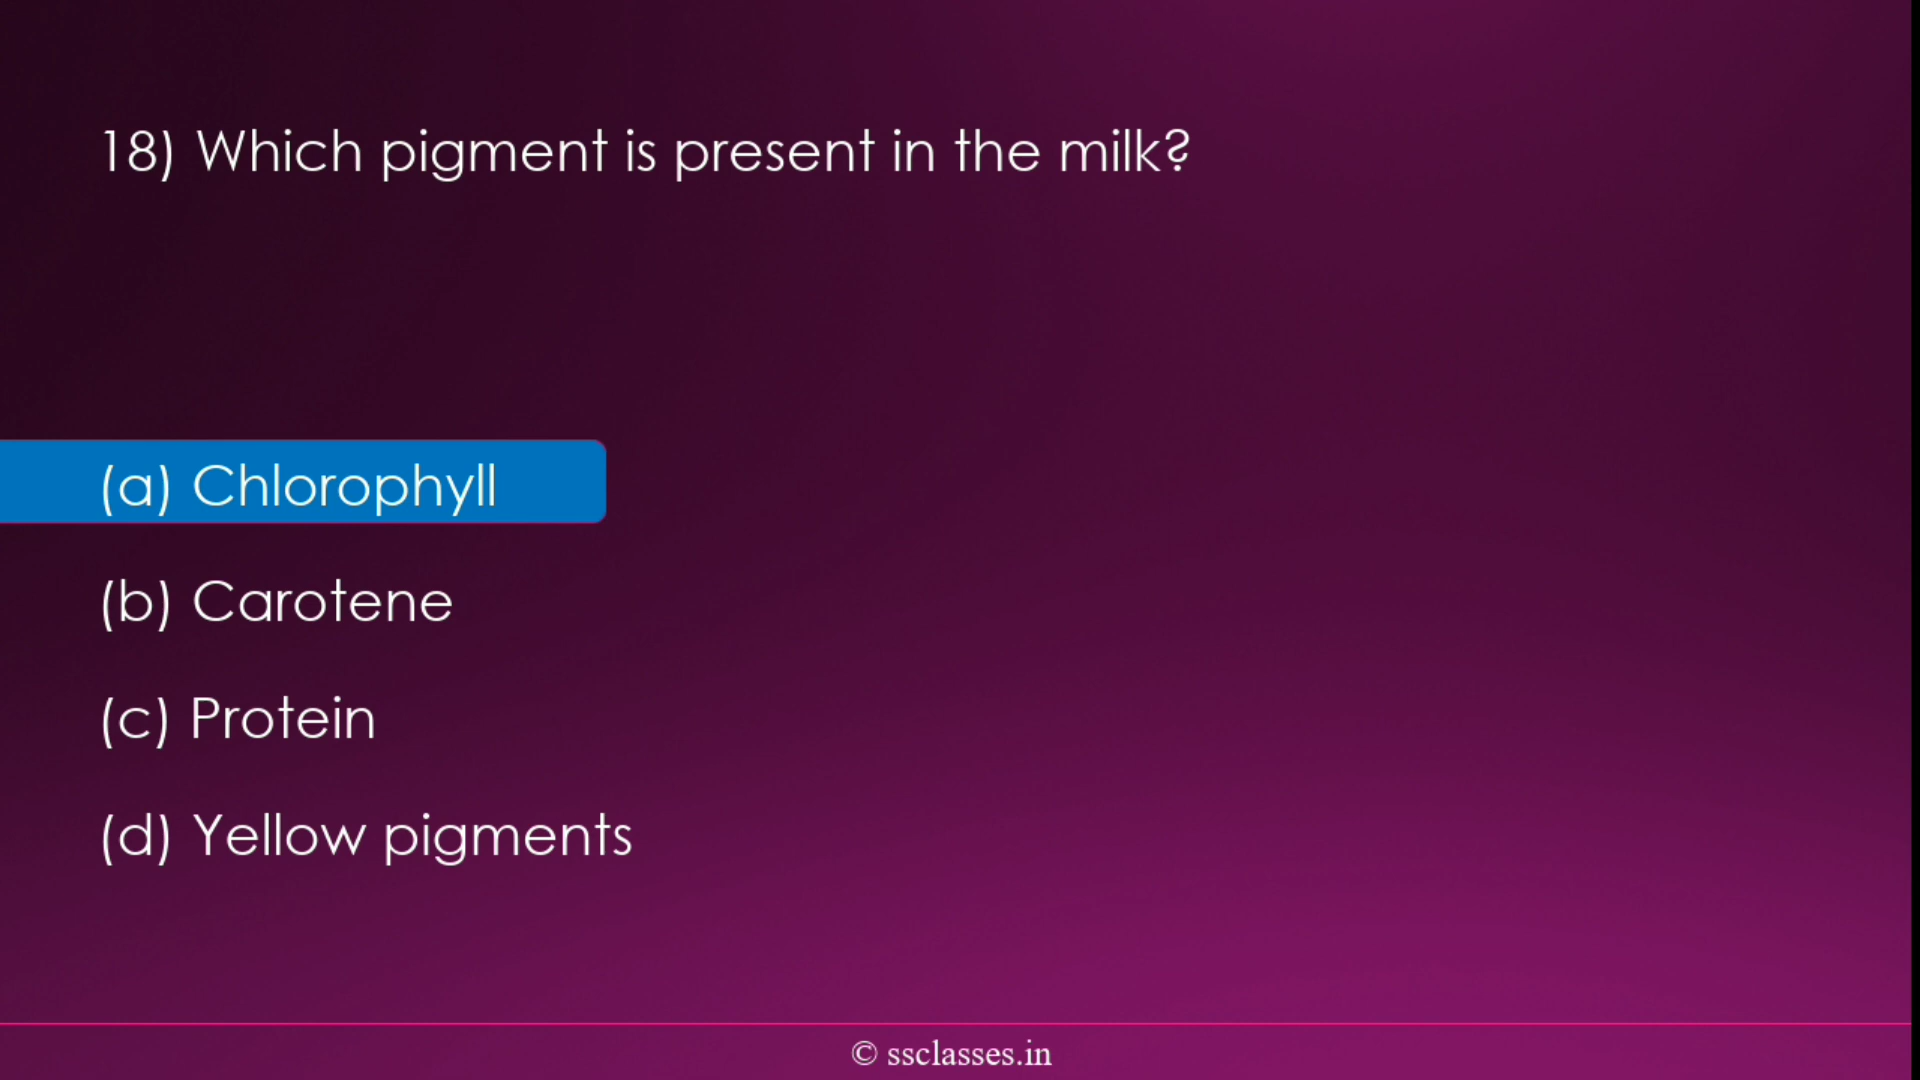 18) Which pigment is present in the milk?
(a) Chlorophyll
(b) Carotene
(c) Protein
(d) Yellow pigments
© ssclasses.in